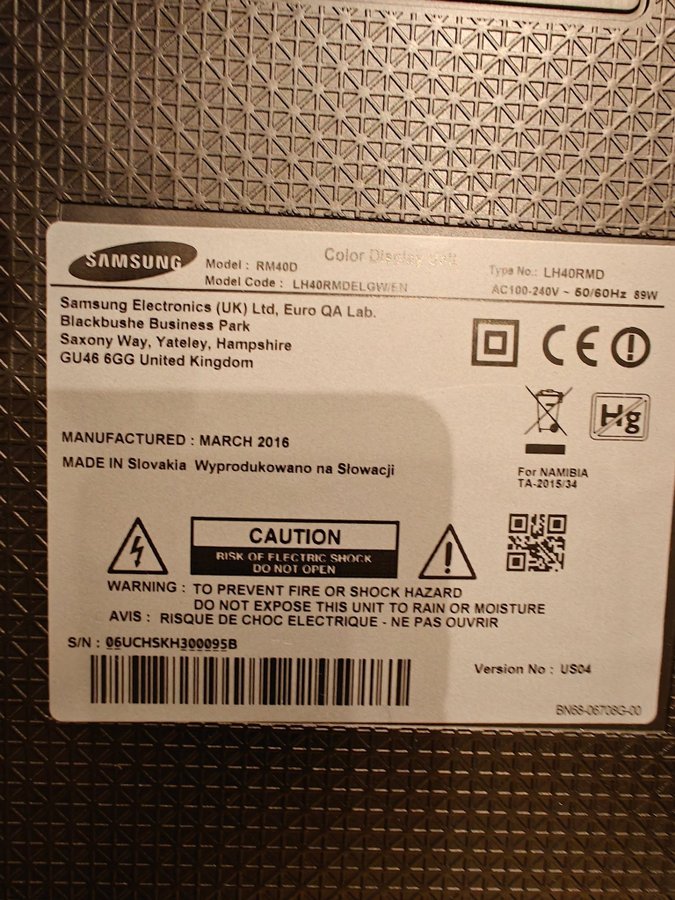 SAMSUNG
Color Display Unit
Model : RM40D
Type No.: LH40RMD
Model Code : LH40RMDELGW/EN
AC100-240V ~ 50/60Hz 89W
Samsung Electronics (UK) Ltd, Euro QA Lab.
Blackbushe Business Park
Saxony Way, Yateley, Hampshire
GU46 6GG United Kingdom
CE
Hg
MANUFACTURED : MARCH 2016
MADE IN Slovakia Wyprodukowano na Słowacji
For NAMIBIA
TA-2015/34
CAUTION
RISK OF ELECTRIC SHOCK
DO NOT OPEN
WARNING : TO PREVENT FIRE OR SHOCK HAZARD
DO NOT EXPOSE THIS UNIT TO RAIN OR MOISTURE
AVIS : RISQUE DE CHOC ELECTRIQUE - NE PAS OUVRIR
S/N : 06UCHSKH300095B
Version No : US04
BN68-06708G-00